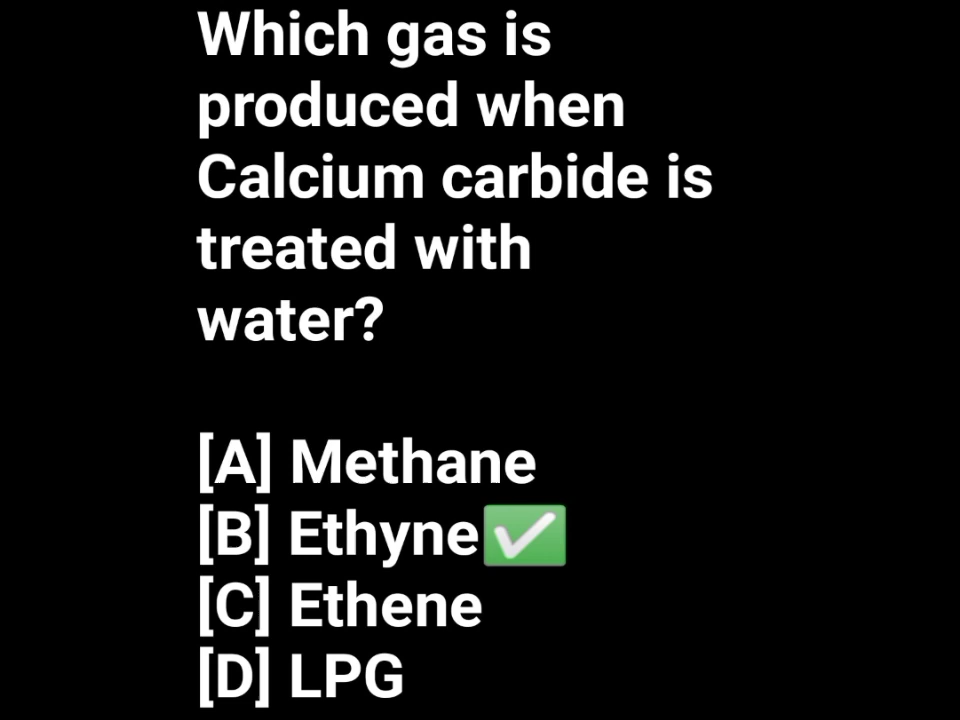 Which gas is
produced when
Calcium carbide is
treated with
water?
[A] Methane
[B] Ethyne✅
[C] Ethene
[D] LPG